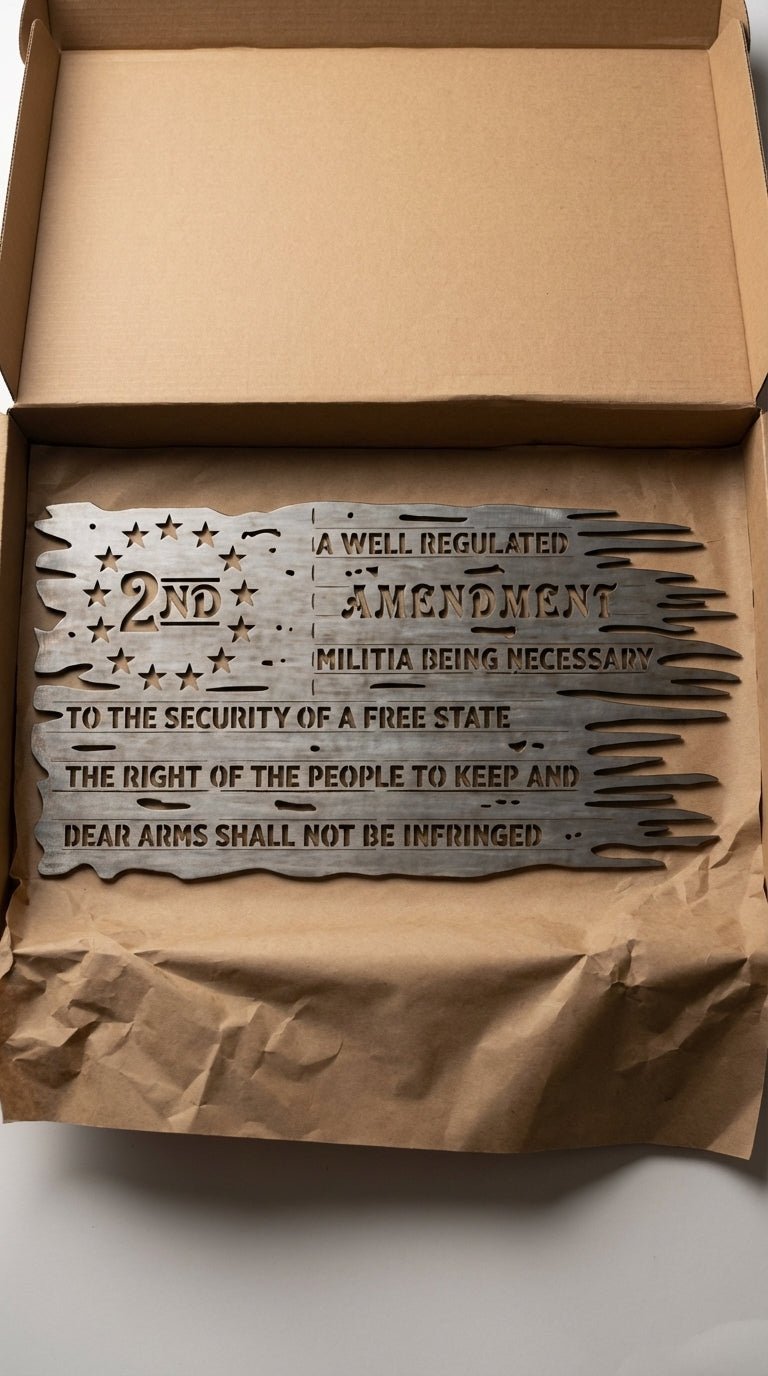 2ND
A WELL REGULATED
AMENDMENT
MILITIA BEING NECESSARY
TO THE SECURITY OF A FREE STATE
THE RIGHT OF THE PEOPLE TO KEEP AND
DEAR ARMS SHALL NOT BE INFRINGED